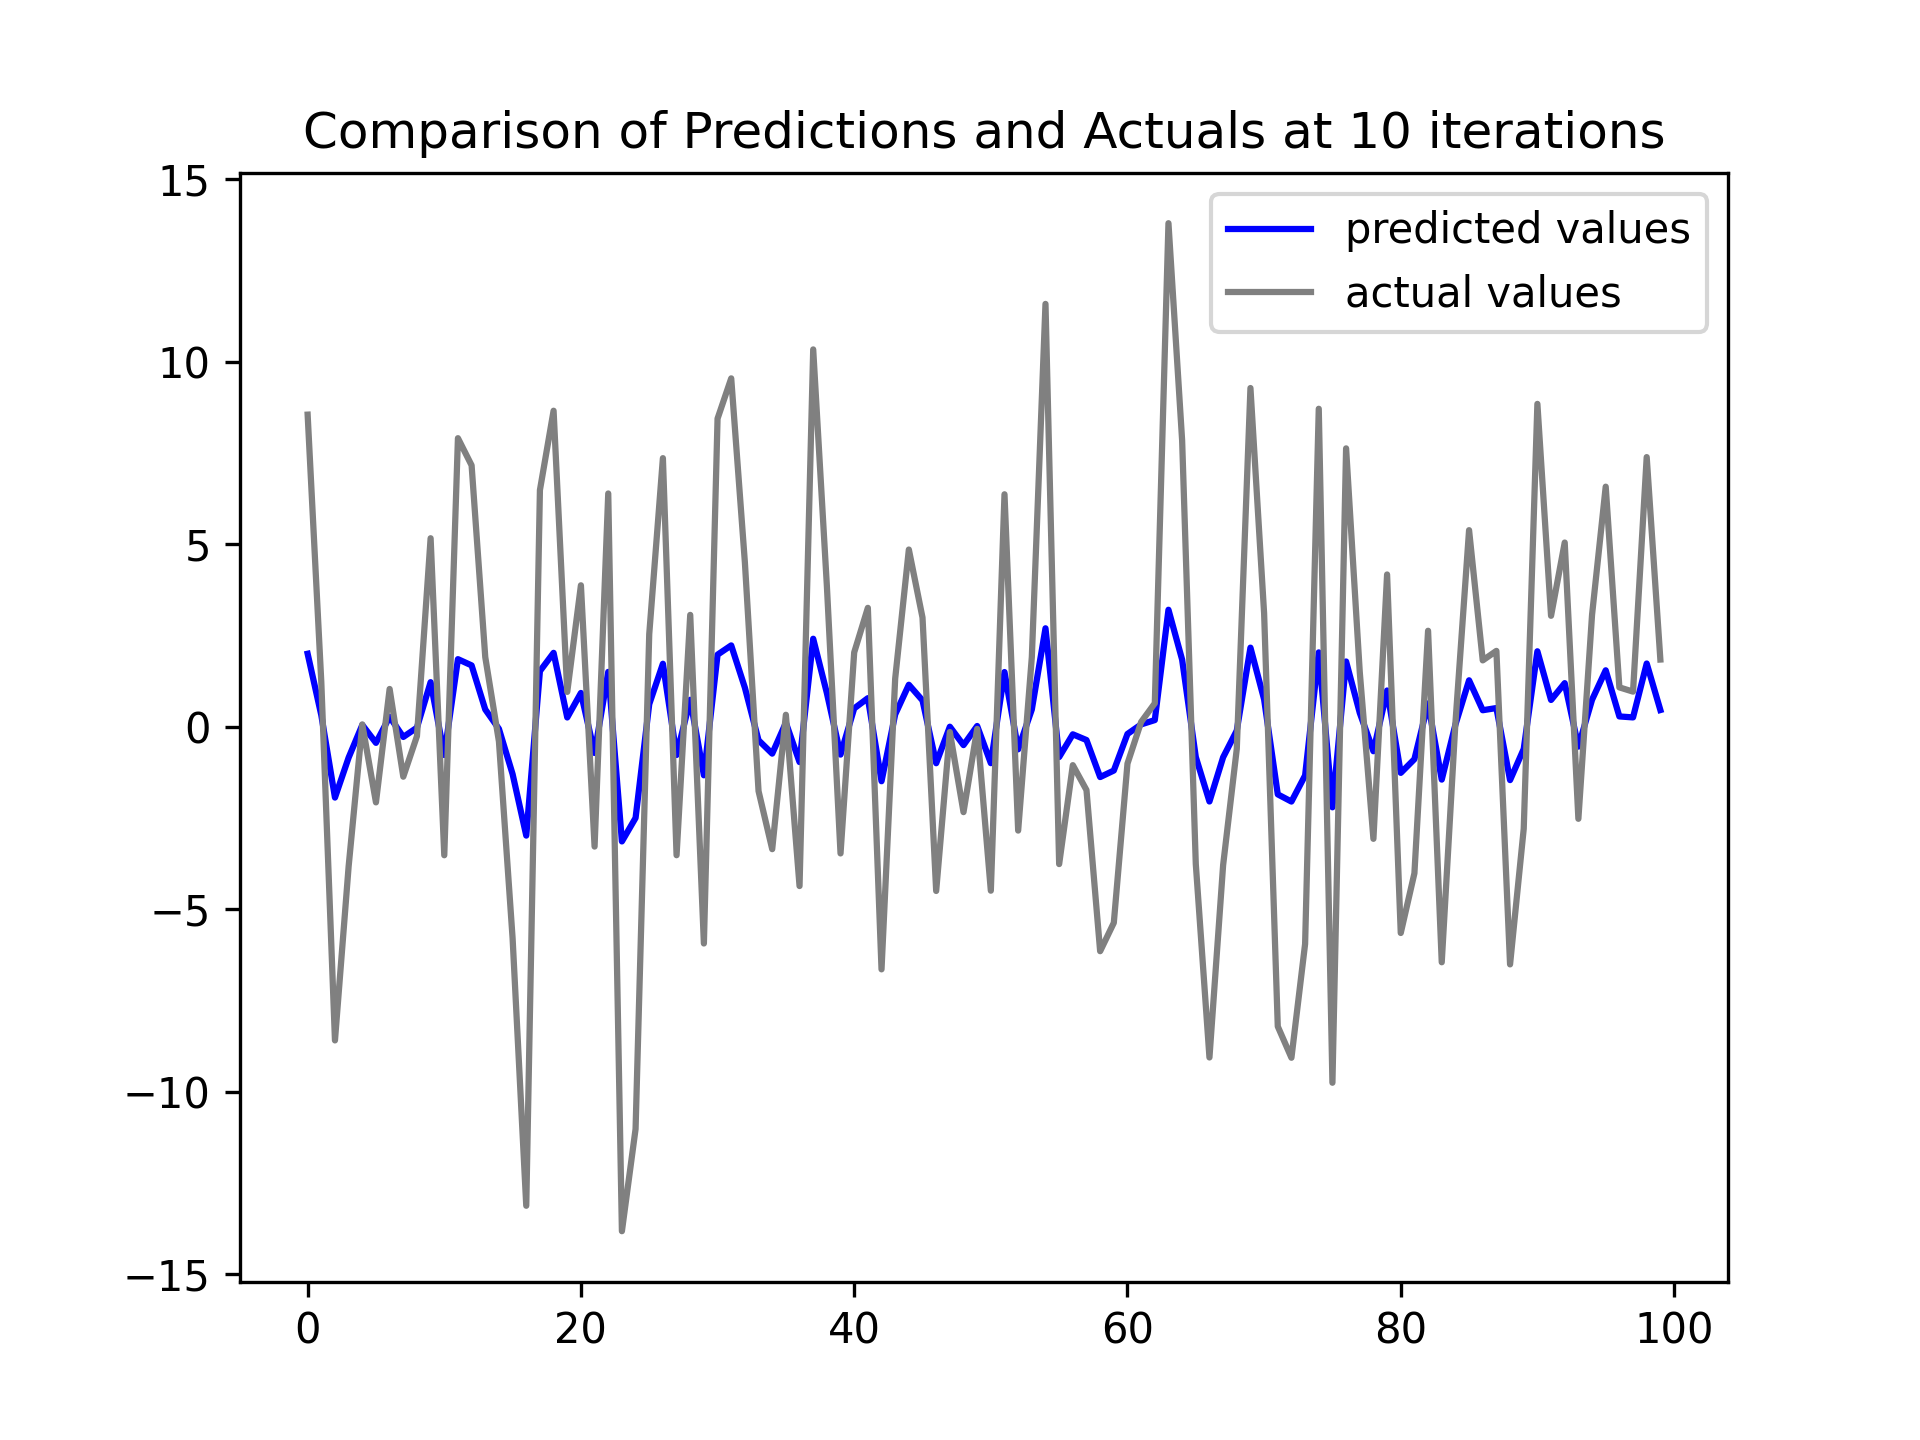 Comparison of Predictions and Actuals at 10 iterations
15
predicted values
actual values
10
5
0
−5
−10
−15
0 20 40 60 80 100